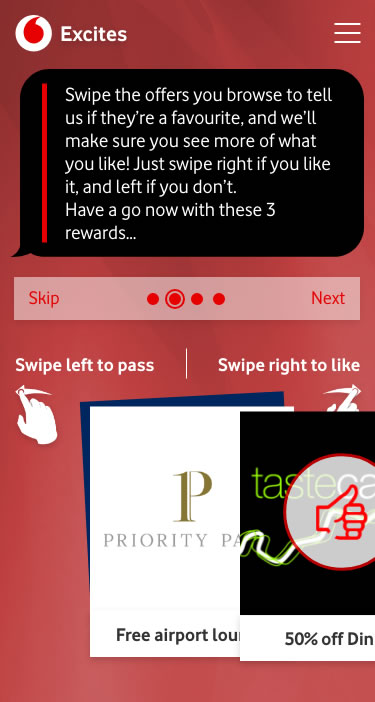 Excites
Swipe the offers you browse to tell
us if they’re a favourite, and we’ll
make sure you see more of what
you like! Just swipe right if you like
it, and left if you don’t.
Have a go now with these 3
rewards...
Skip
Next
Swipe left to pass
Swipe right to like
PRIORITY PA
tasteca
Free airport lou
50% off Din